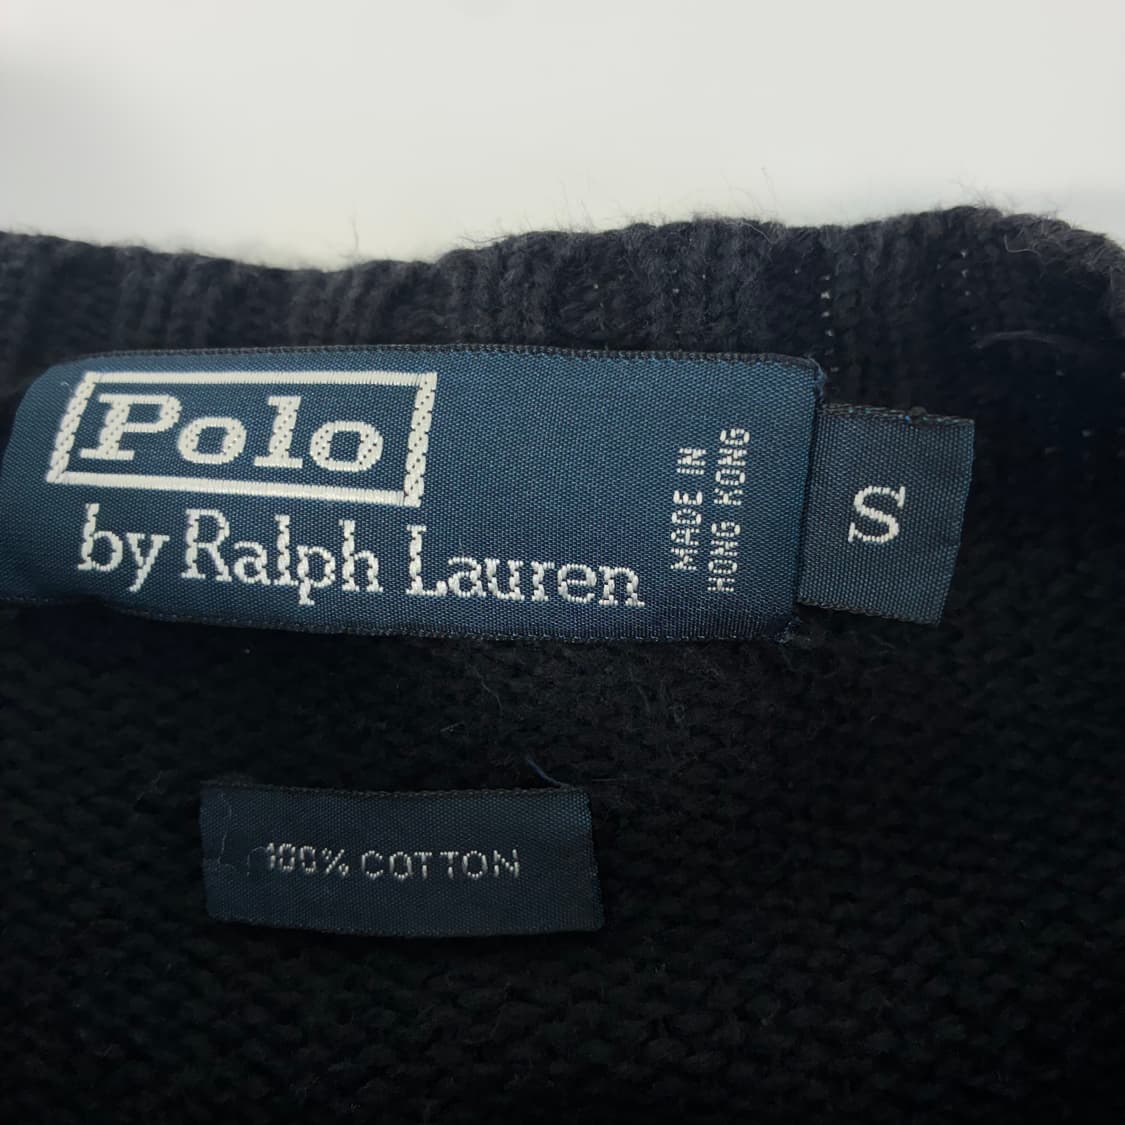 Polo
by Ralph Lauren
MADE IN
HONG KONG
S
100% COTTON